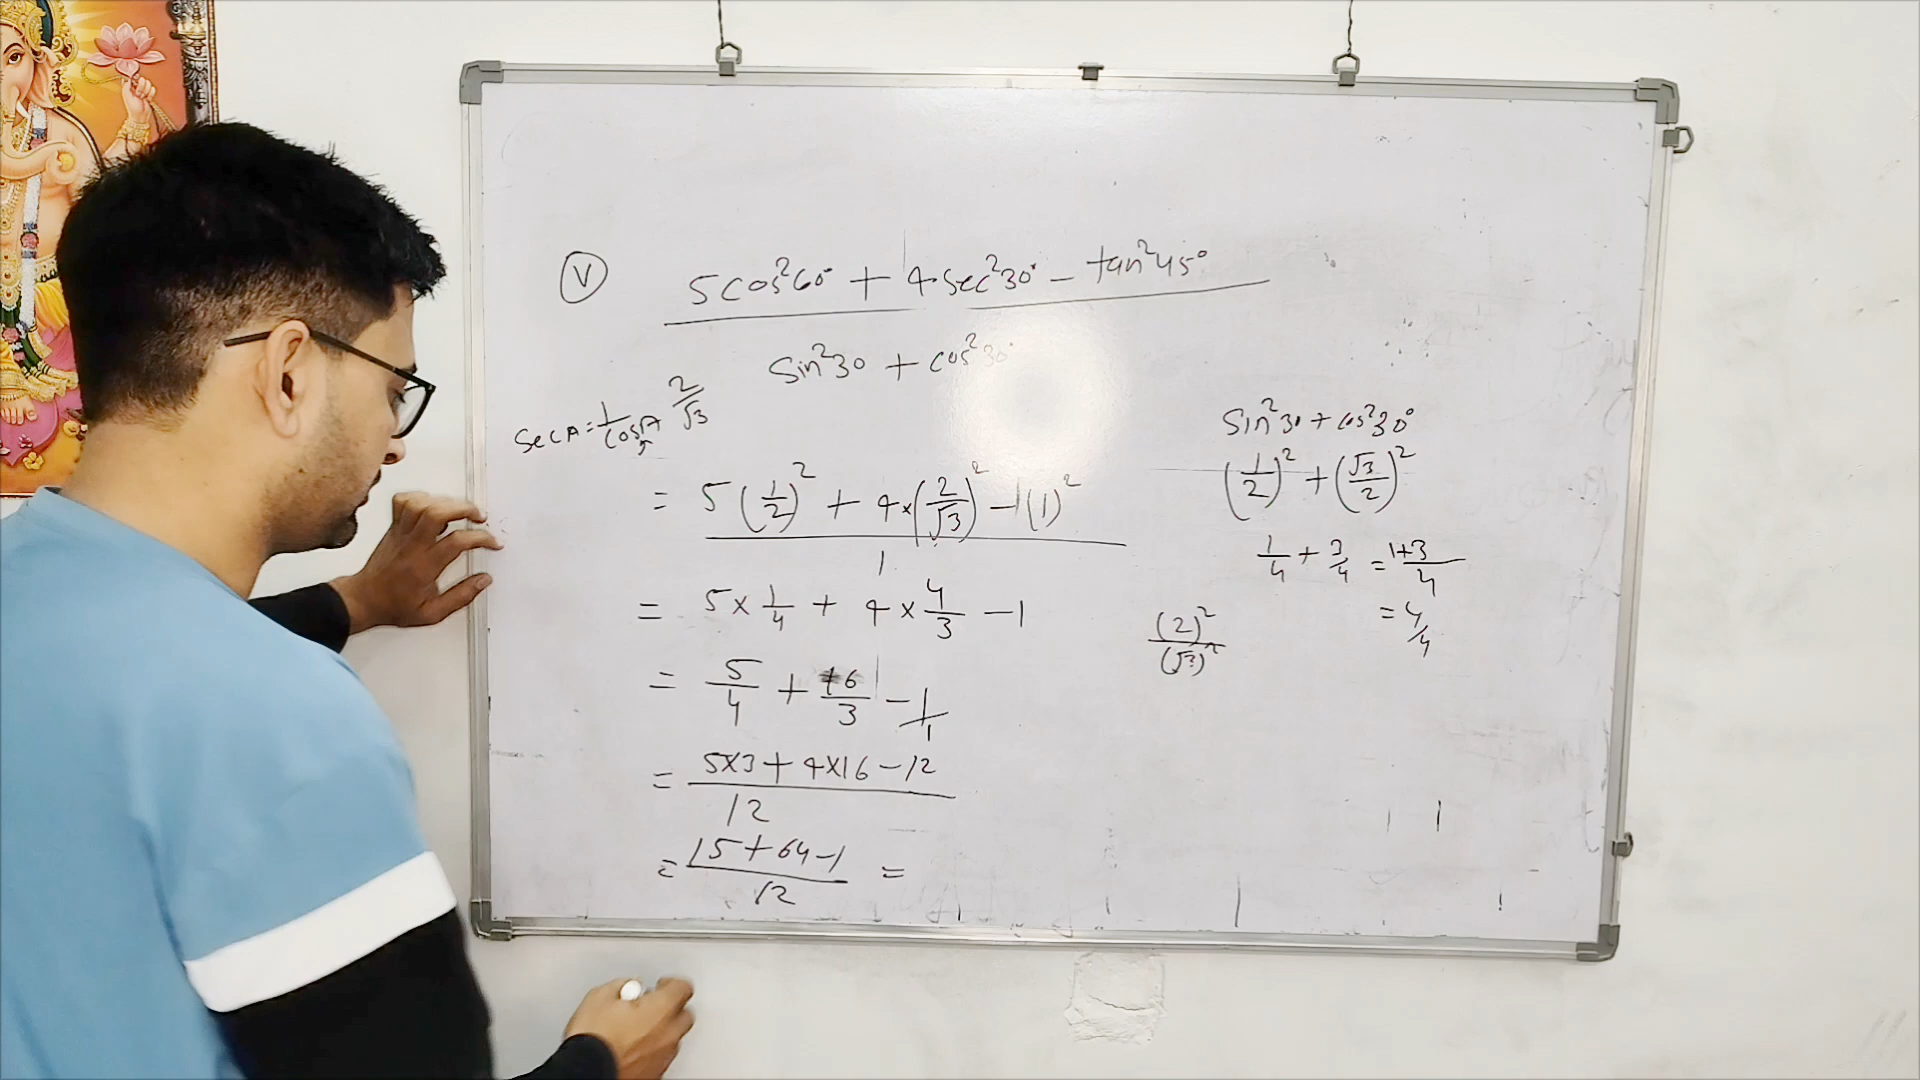 (V) 5cos²60° + 4sec²30° - tan²45°
sin²30 + cos²30°
SecA = 1/cosA 2/√3
= 5(1/2)² + 4×(2/√3)² - 1(1)²
1
= 5×1/4 + 4×4/3 - 1
= 5/4 + 16/3 - 1/1
= 5×3 + 4×16 - 12
12
= 15+64-1 =
12
Sin²30 + cos²30°
(1/2)² + (√3/2)²
1/4 + 3/4 = 1+3/4
= 4/4
(2)²
(√3)²